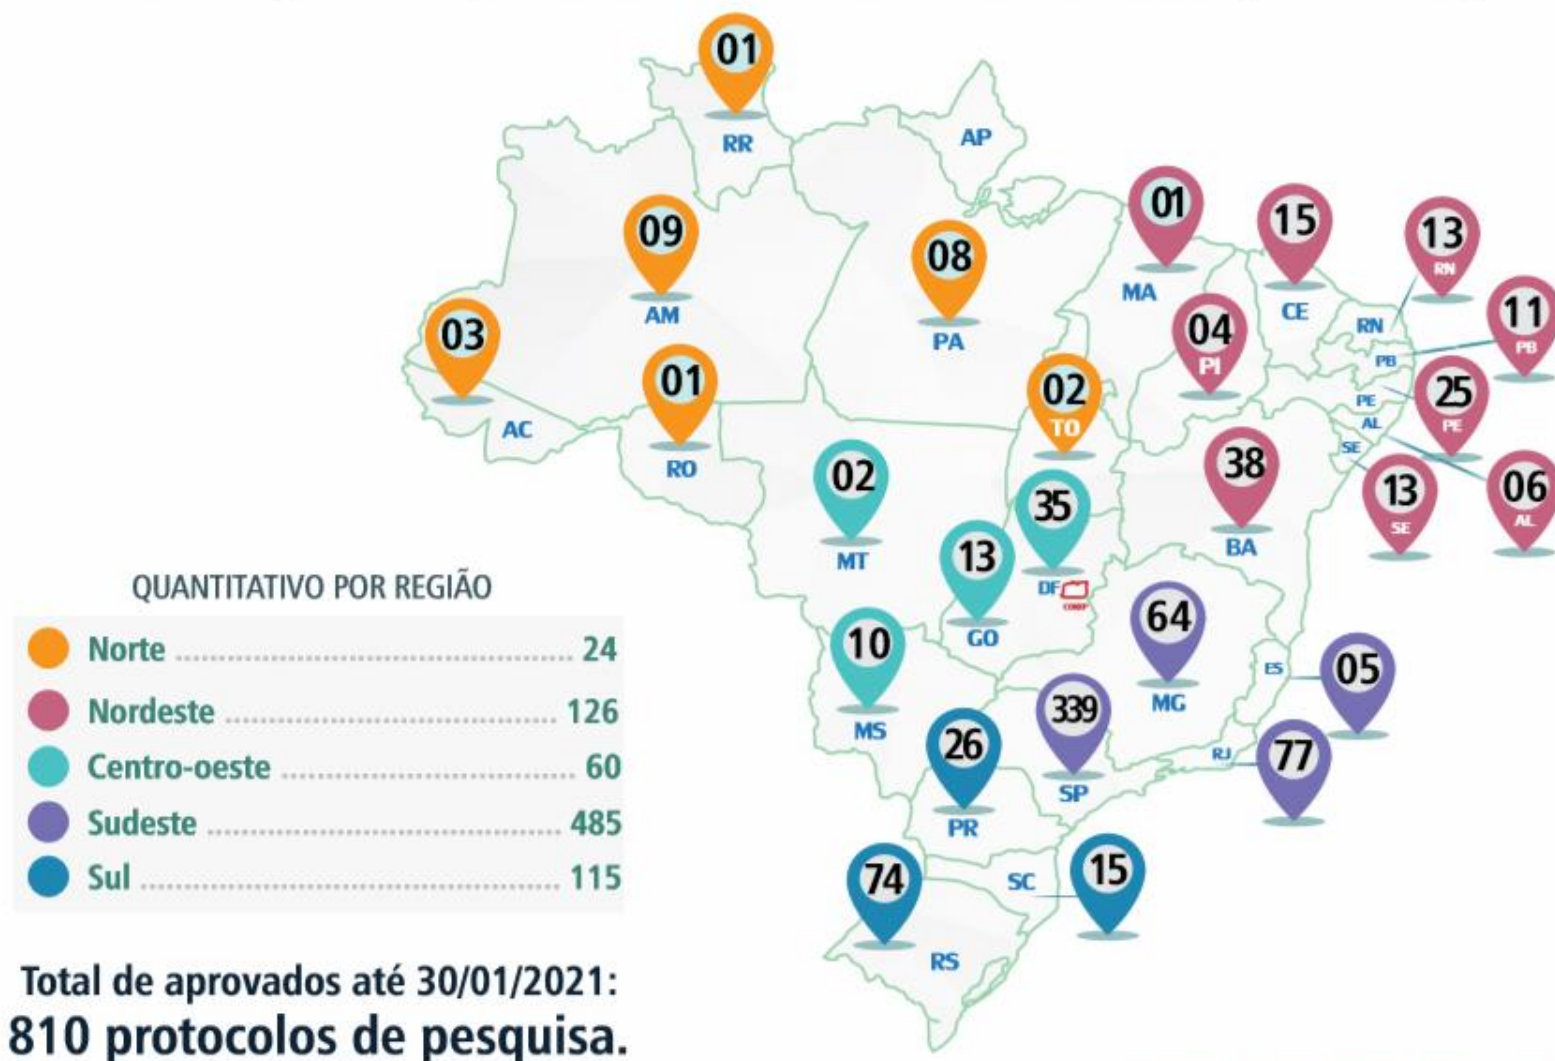 01
RR
AP
09
AM
08
PA
03
AC
01
RO
01
MA
15
CE
13
RN
RN
11
PB
PB
04
PI
25
PE
PE
02
TO
AL
SE
38
BA
13
SE
06
AL
02
MT
35
DF
13
GO
10
MS
64
MG
ES
05
339
SP
RJ
77
26
PR
SC
15
74
RS
QUANTITATIVO POR REGIÃO
Norte ........ 24
Nordeste ........ 126
Centro-oeste ........ 60
Sudeste ........ 485
Sul ........ 115
Total de aprovados até 30/01/2021:
810 protocolos de pesquisa.